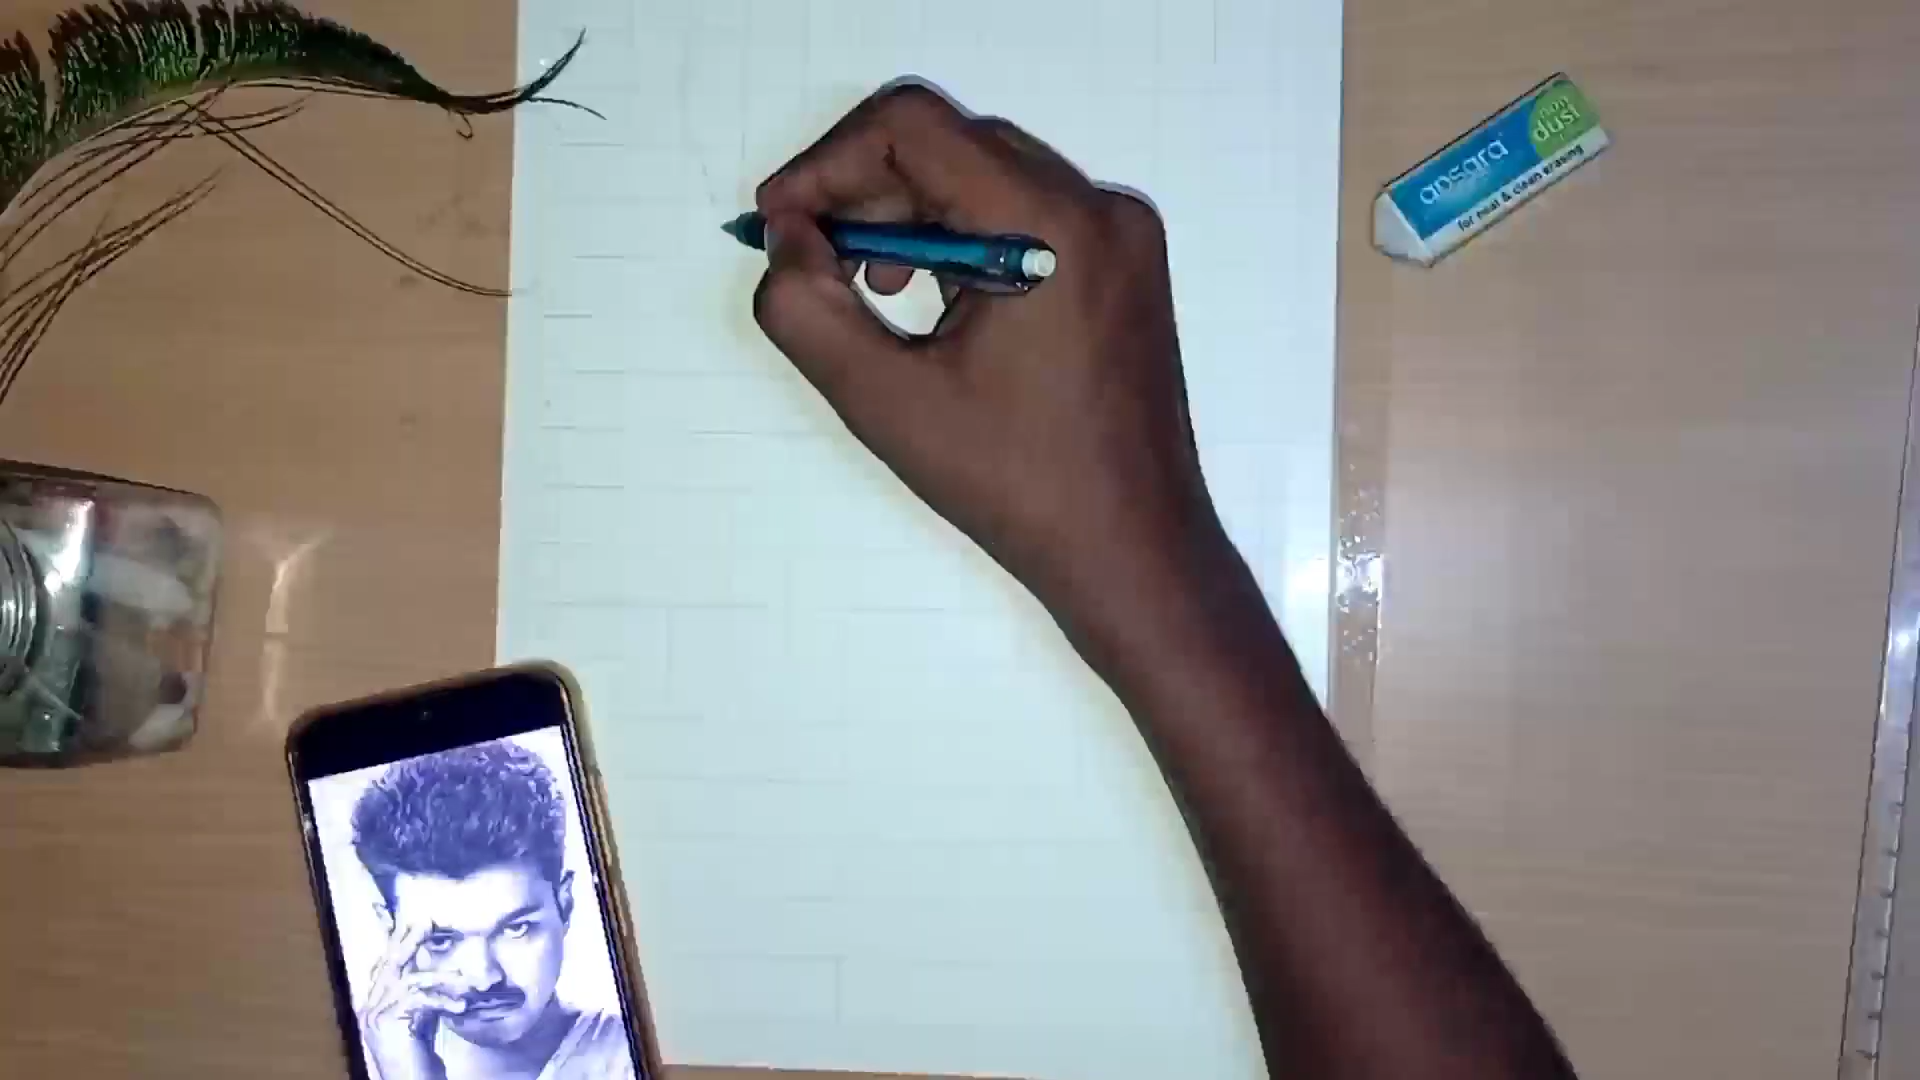 apsara
non
dust
for neat & clean erasing